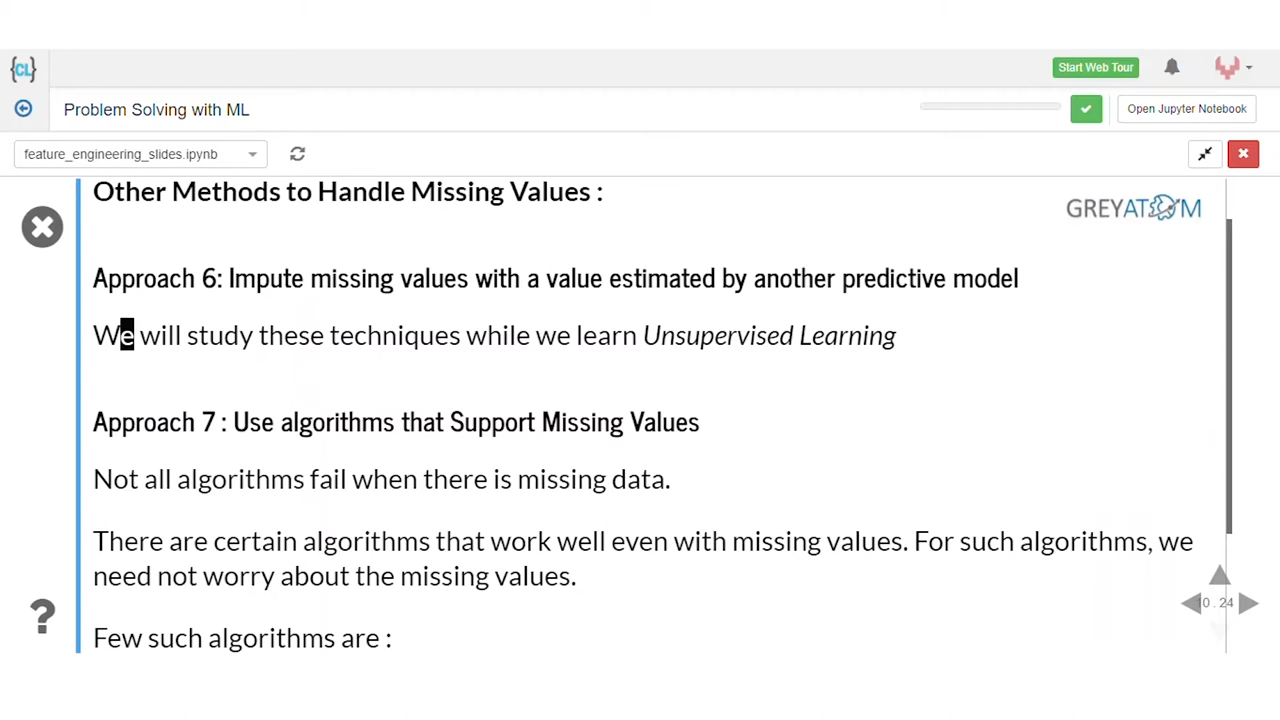 {CL}
Start Web Tour
Problem Solving with ML
Open Jupyter Notebook
feature_engineering_slides.ipynb
Other Methods to Handle Missing Values :
GREYATOM
Approach 6: Impute missing values with a value estimated by another predictive model
We will study these techniques while we learn Unsupervised Learning
Approach 7 : Use algorithms that Support Missing Values
Not all algorithms fail when there is missing data.
There are certain algorithms that work well even with missing values. For such algorithms, we
need not worry about the missing values.
10.24
?
Few such algorithms are :